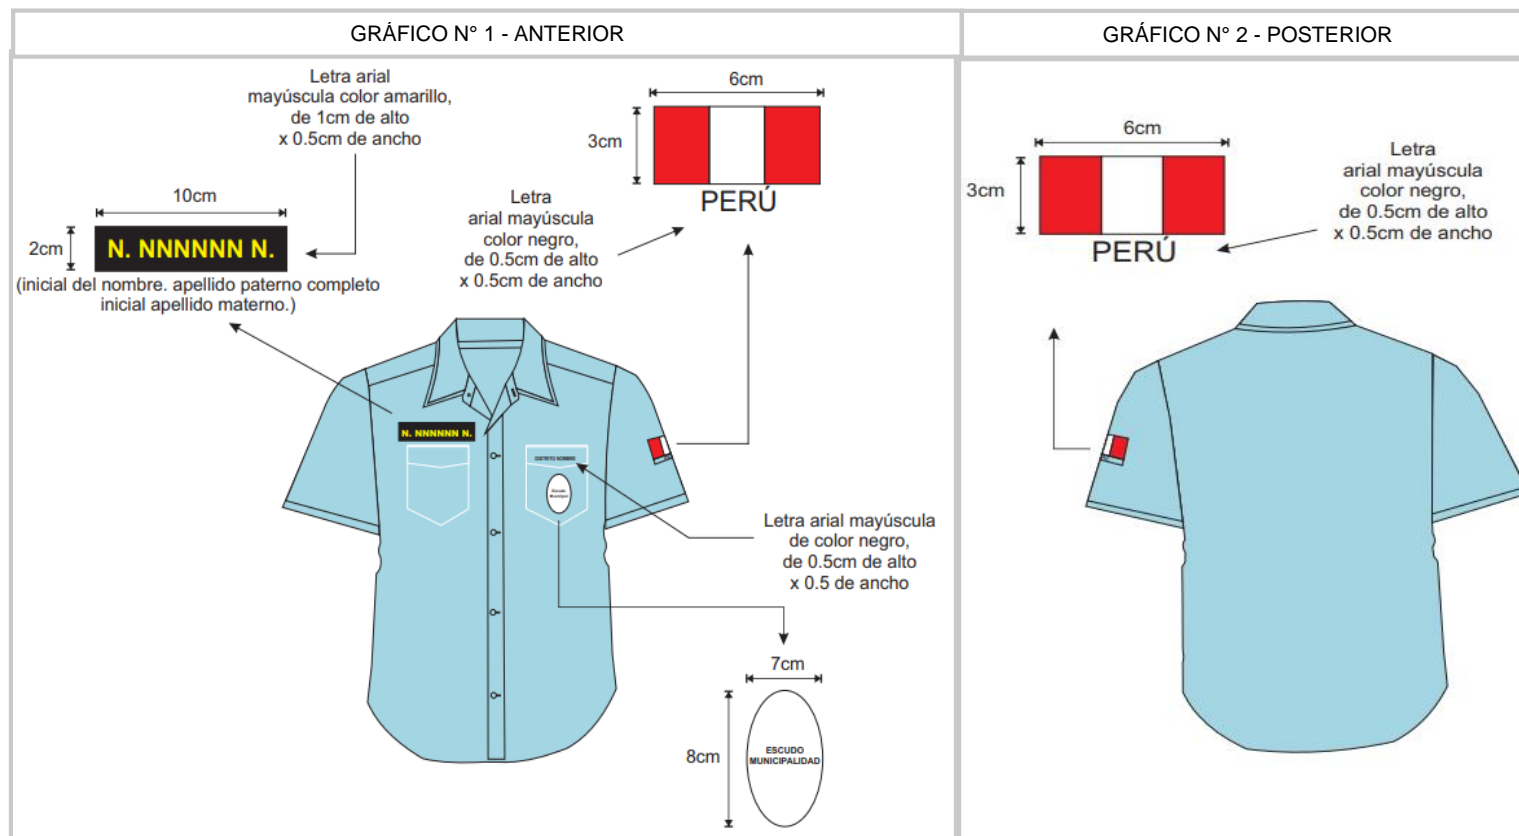 GRÁFICO N° 1 - ANTERIOR
Letra arial
mayúscula color amarillo,
de 1cm de alto
x 0.5cm de ancho
10cm
2cm
N. NNNNNN N.
(inicial del nombre. apellido paterno completo
inicial apellido materno.)
6cm
3cm
PERÚ
Letra
arial mayúscula
color negro,
de 0.5cm de alto
x 0.5cm de ancho
N. NNNNNN N.
DISTRITO NOMBRE
Escudo
Municipal
Letra arial mayúscula
de color negro,
de 0.5cm de alto
x 0.5 de ancho
7cm
8cm
ESCUDO
MUNICIPALIDAD
GRÁFICO N° 2 - POSTERIOR
6cm
3cm
PERÚ
Letra
arial mayúscula
color negro,
de 0.5cm de alto
x 0.5cm de ancho